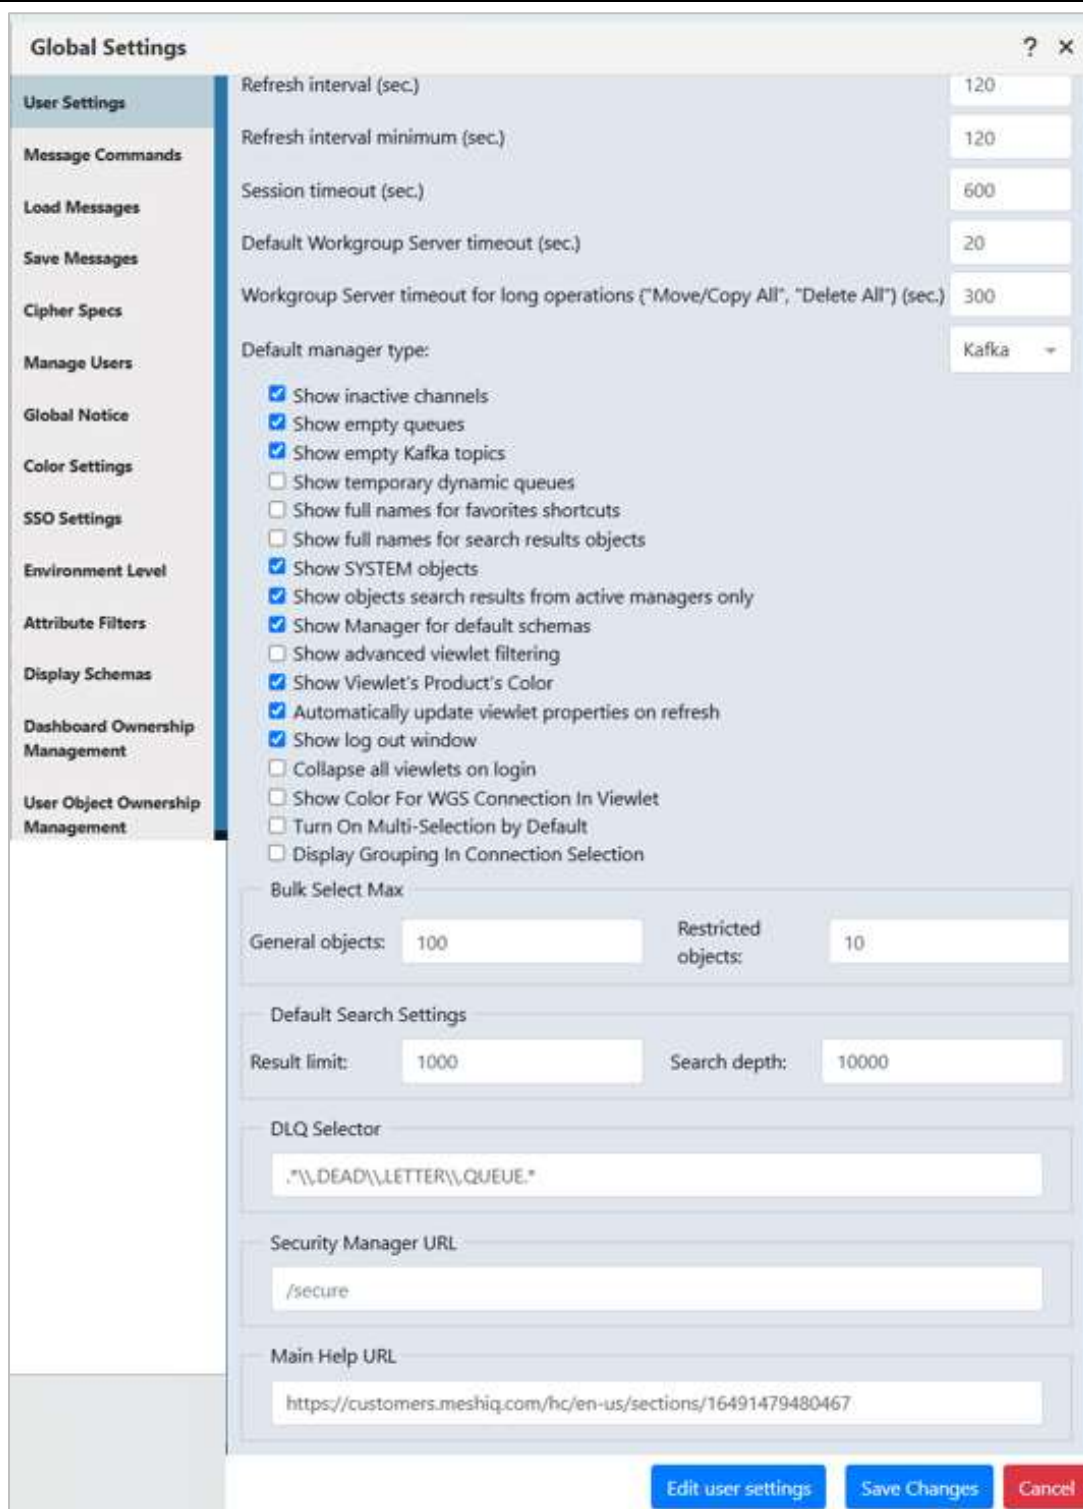 Global Settings
? ×
User Settings
Message Commands
Load Messages
Save Messages
Cipher Specs
Manage Users
Global Notice
Color Settings
SSO Settings
Environment Level
Attribute Filters
Display Schemas
Dashboard Ownership
Management
User Object Ownership
Management
Refresh interval (sec.) 120
Refresh interval minimum (sec.) 120
Session timeout (sec.) 600
Default Workgroup Server timeout (sec.) 20
Workgroup Server timeout for long operations ("Move/Copy All", "Delete All") (sec.) 300
Default manager type: Kafka
Show inactive channels
Show empty queues
Show empty Kafka topics
Show temporary dynamic queues
Show full names for favorites shortcuts
Show full names for search results objects
Show SYSTEM objects
Show objects search results from active managers only
Show Manager for default schemas
Show advanced viewlet filtering
Show Viewlet's Product's Color
Automatically update viewlet properties on refresh
Show log out window
Collapse all viewlets on login
Show Color For WGS Connection In Viewlet
Turn On Multi-Selection by Default
Display Grouping In Connection Selection
Bulk Select Max
General objects: 100
Restricted
objects: 10
Default Search Settings
Result limit: 1000 Search depth: 10000
DLQ Selector
.*\\.DEAD\\.LETTER\\.QUEUE.*
Security Manager URL
/secure
Main Help URL
https://customers.meshiq.com/hc/en-us/sections/16491479480467
Edit user settings Save Changes Cancel